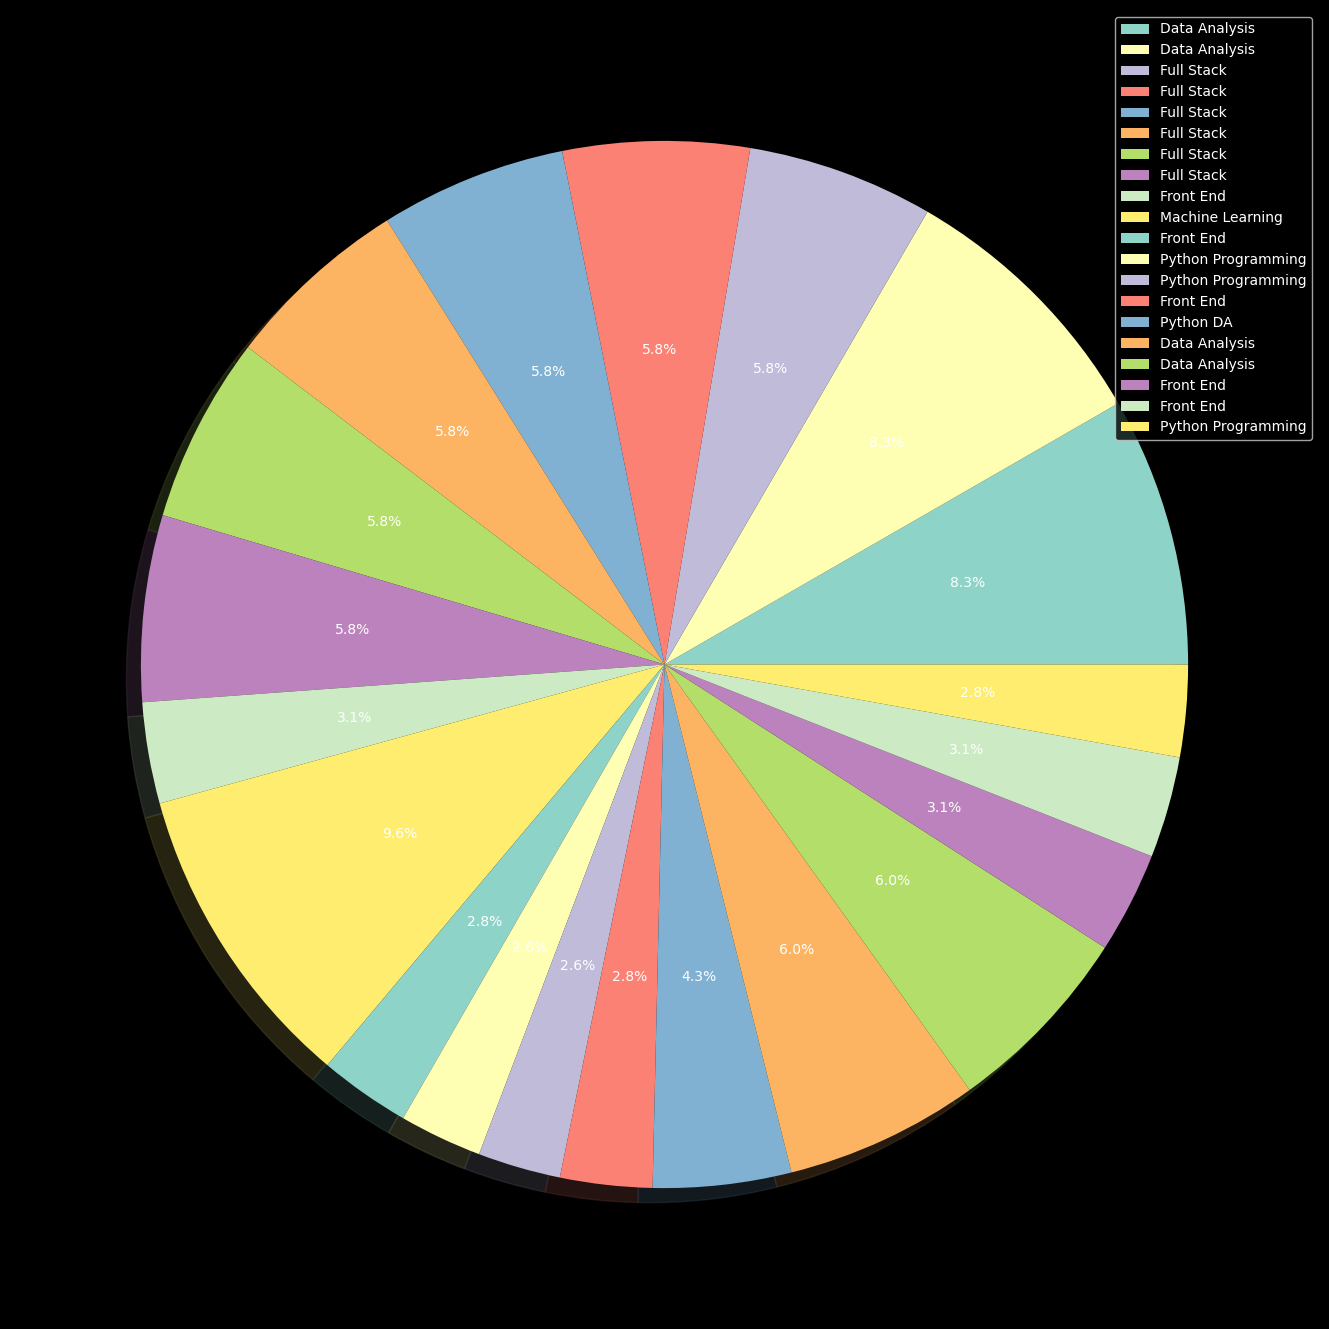 Data Analysis
Data Analysis
Full Stack
Full Stack
Full Stack
Full Stack
Full Stack
Full Stack
Front End
Machine Learning
Front End
Python Programming
Python Programming
Front End
Python DA
Data Analysis
Data Analysis
Front End
Front End
Python Programming
5.8%
5.8%
5.8%
5.8%
8.3%
5.8%
8.3%
5.8%
3.1%
2.8%
3.1%
3.1%
9.6%
6.0%
2.8%
2.6%
6.0%
2.6%
2.8%
4.3%